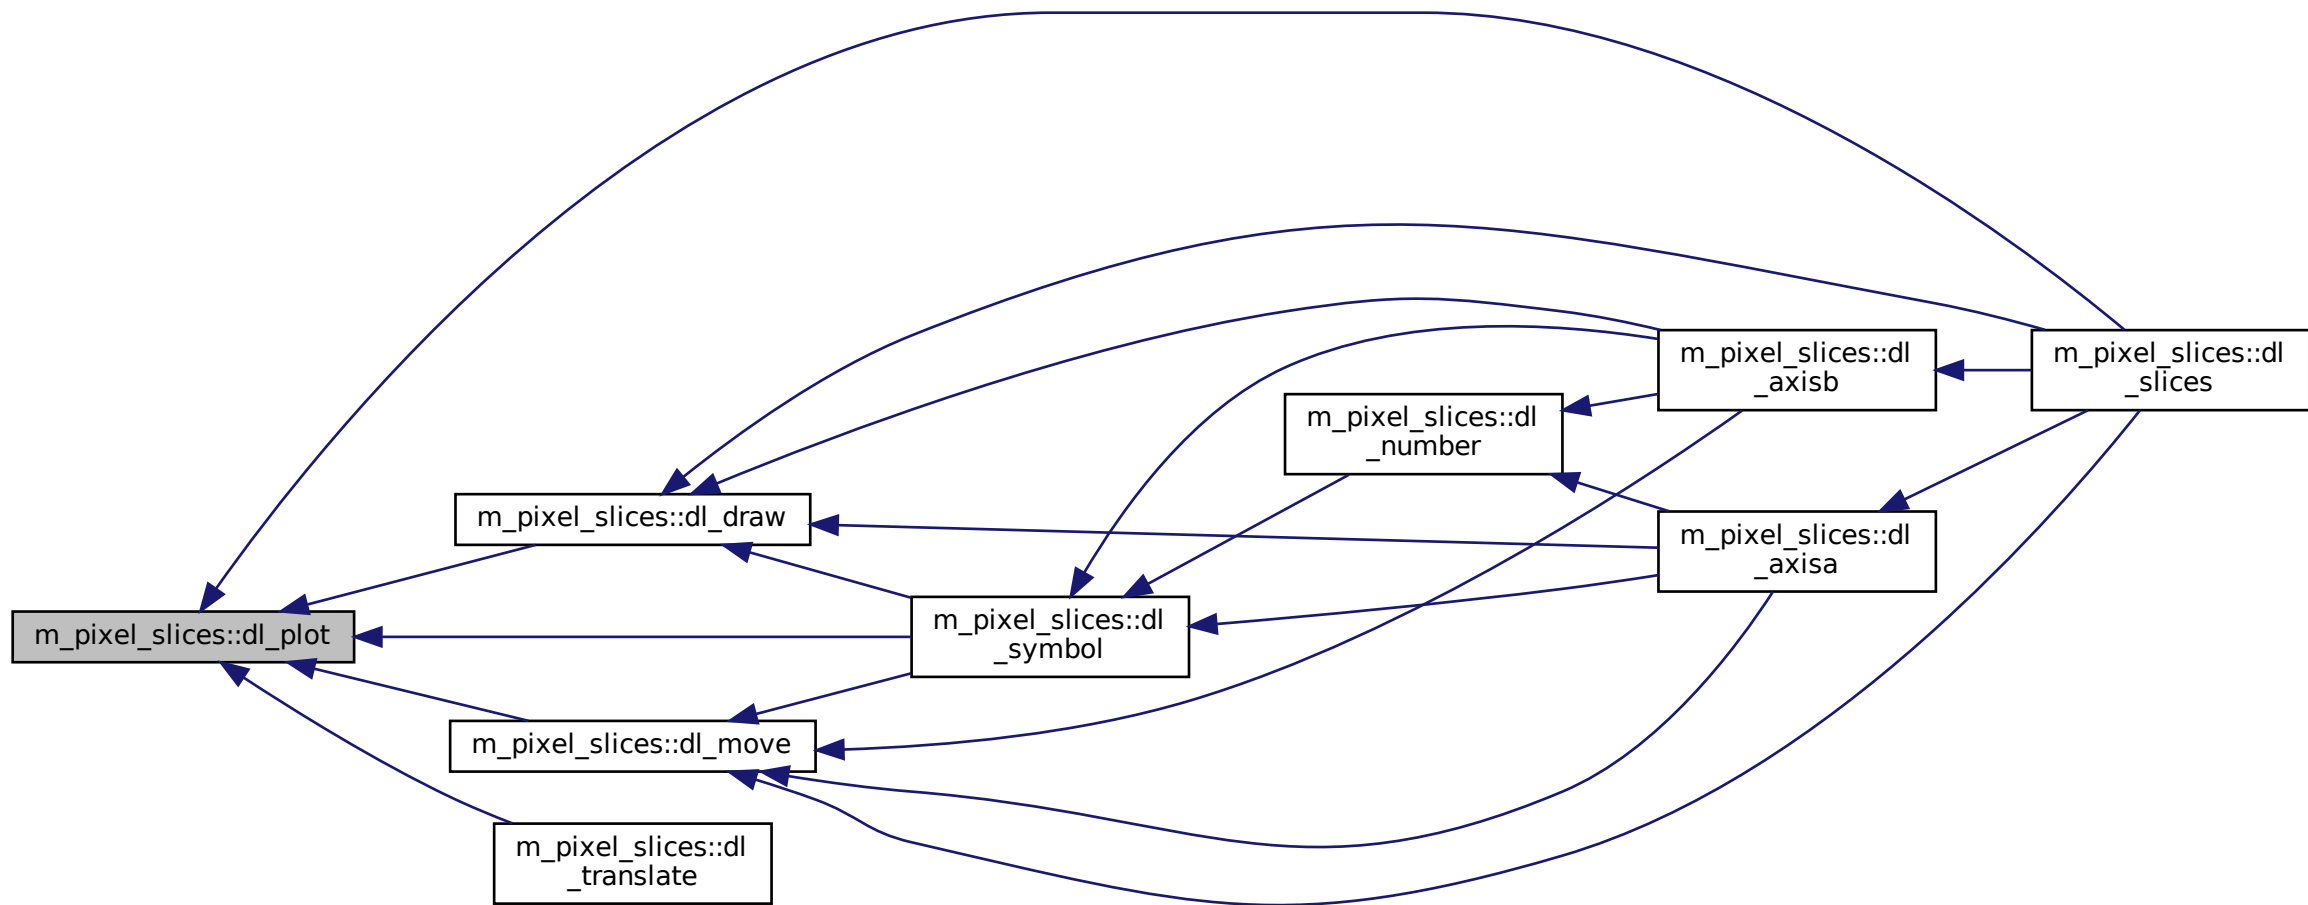 m_pixel_slices::dl_plot
m_pixel_slices::dl_draw
m_pixel_slices::dl_move
m_pixel_slices::dl
_translate
m_pixel_slices::dl
_symbol
m_pixel_slices::dl
_number
m_pixel_slices::dl
_axisb
m_pixel_slices::dl
_axisa
m_pixel_slices::dl
_slices